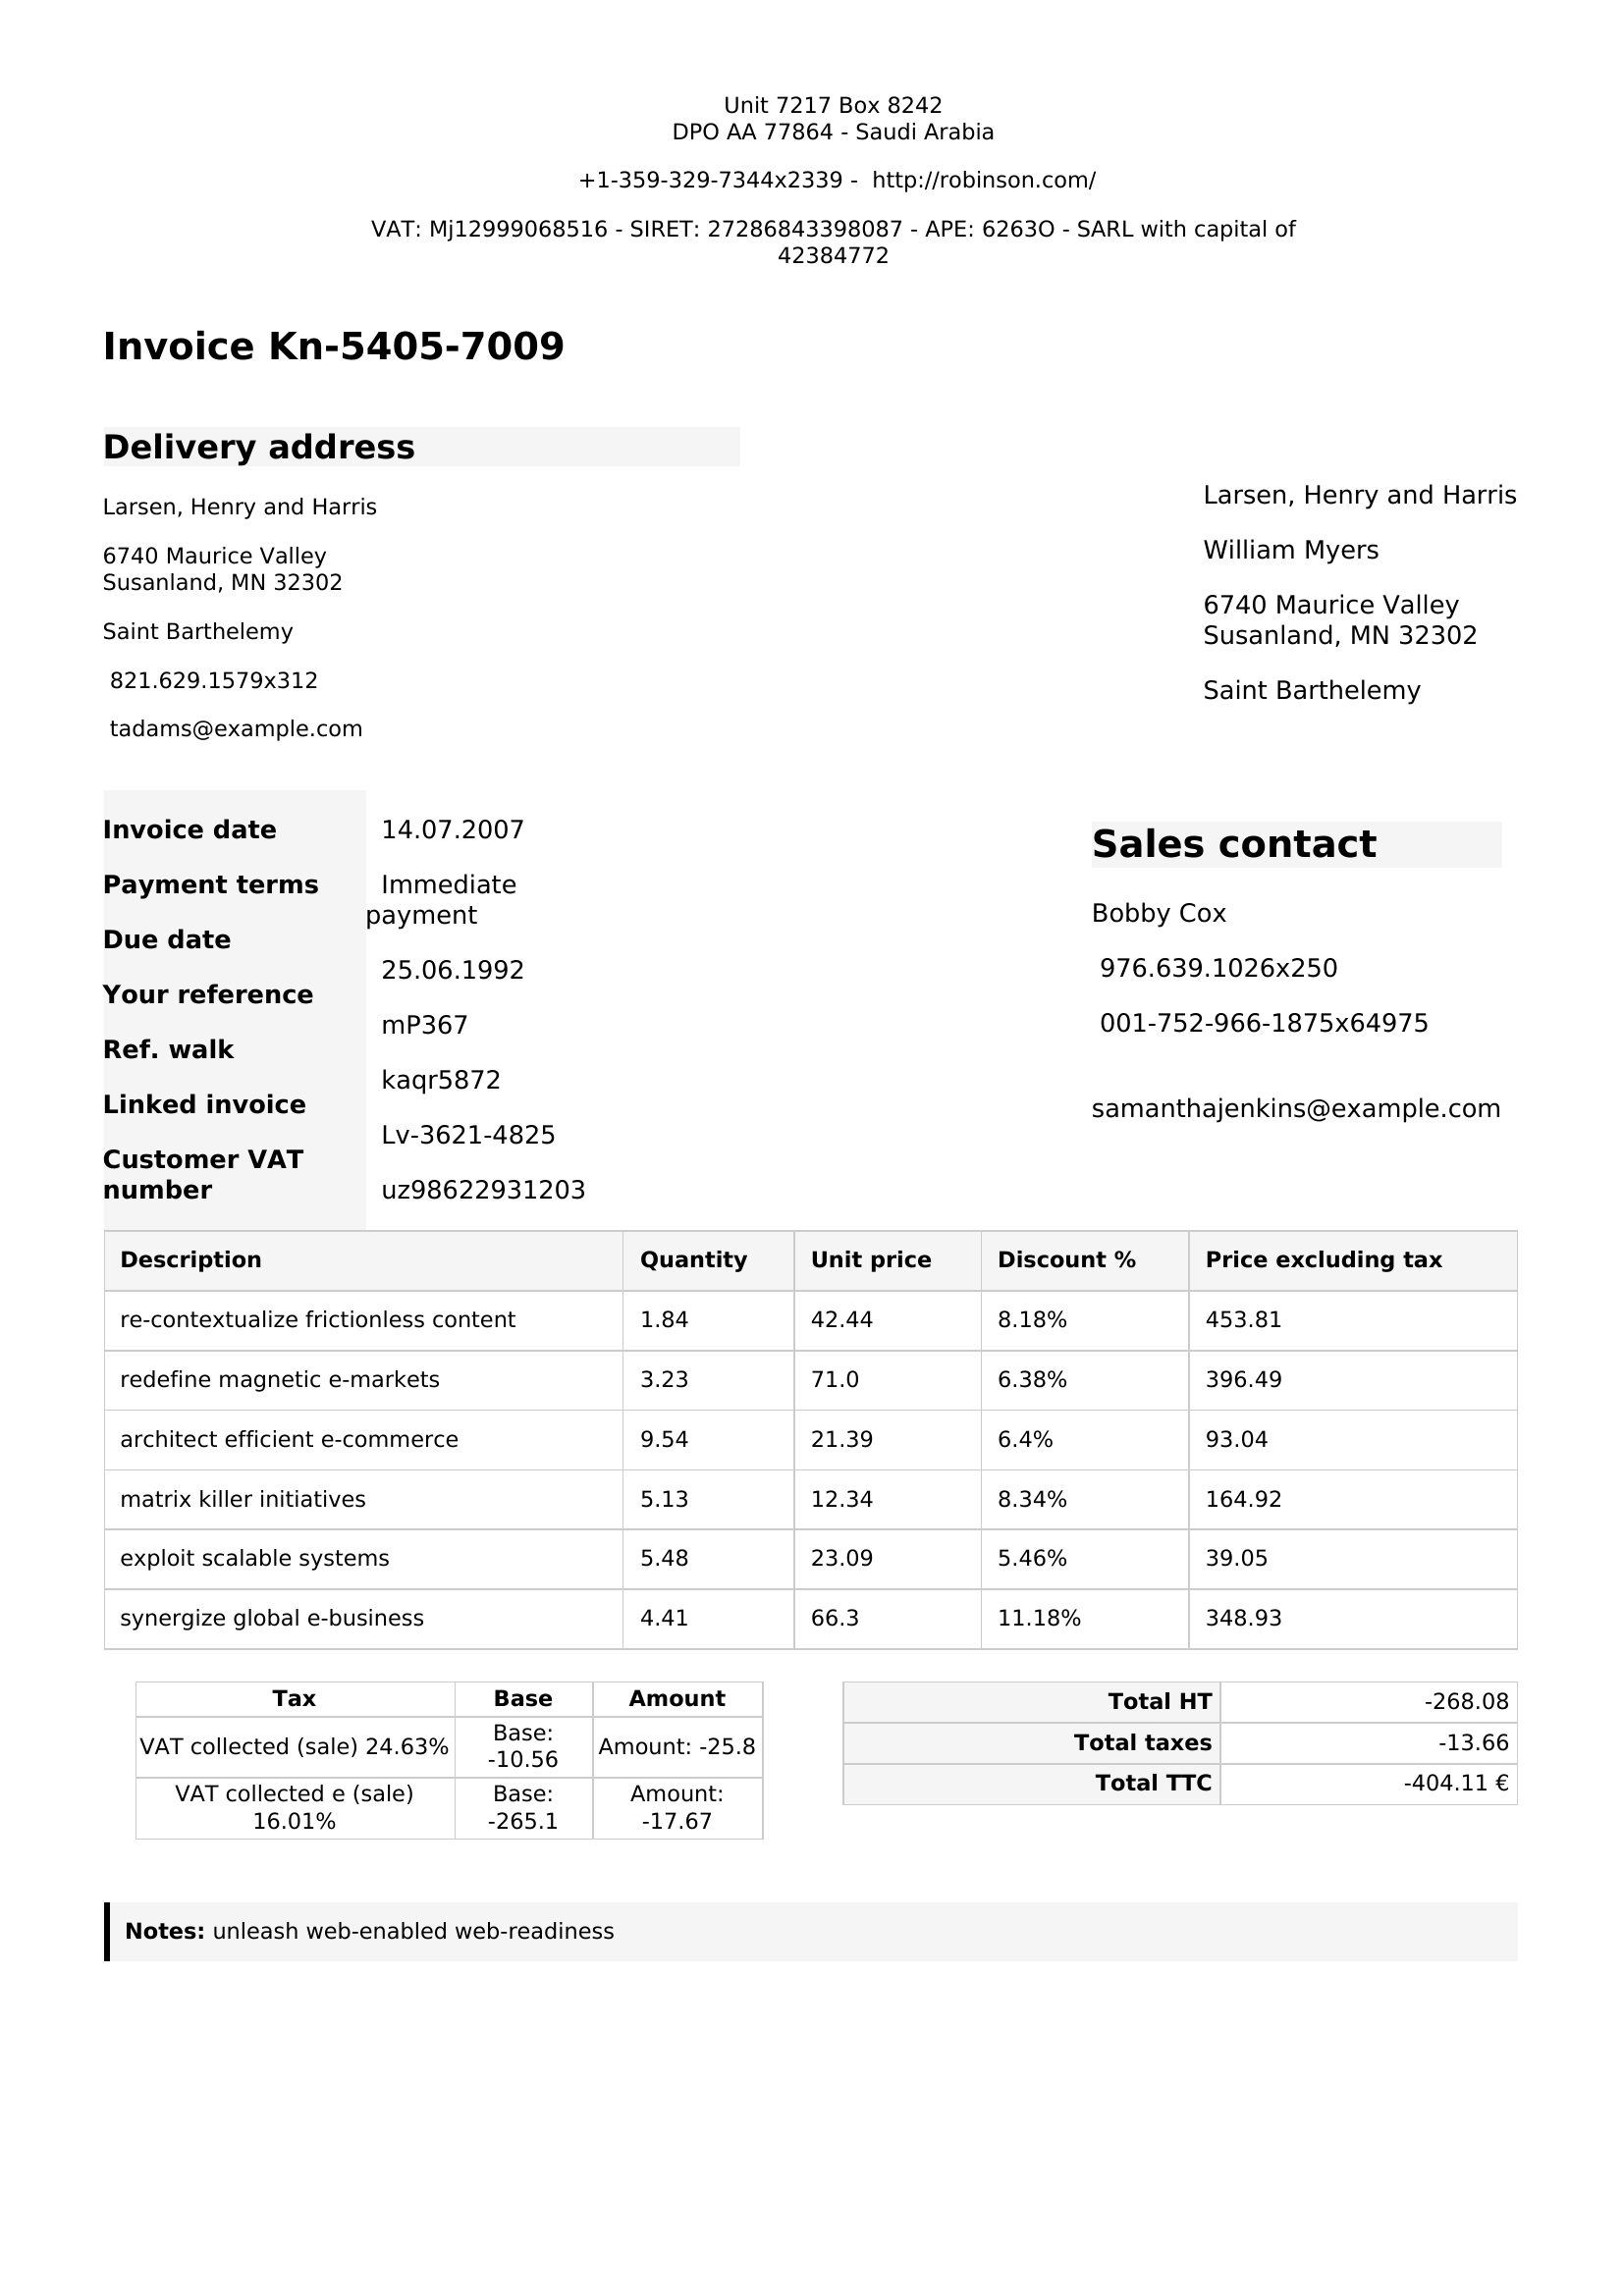 Unit 7217 Box 8242
DPO AA 77864 - Saudi Arabia
+1-359-329-7344x2339 - http://robinson.com/
VAT: Mj12999068516 - SIRET: 27286843398087 - APE: 6263O - SARL with capital of
42384772
Invoice Kn-5405-7009
Delivery address
Larsen, Henry and Harris
6740 Maurice Valley
Susanland, MN 32302
Saint Barthelemy
821.629.1579x312
tadams@example.com
Larsen, Henry and Harris
William Myers
6740 Maurice Valley
Susanland, MN 32302
Saint Barthelemy
Invoice date
Payment terms
Due date
Your reference
Ref. walk
Linked invoice
Customer VAT
number
14.07.2007
Immediate
payment
25.06.1992
mP367
kaqr5872
Lv-3621-4825
uz98622931203
Sales contact
Bobby Cox
976.639.1026x250
001-752-966-1875x64975
samanthajenkins@example.com
Description Quantity Unit price Discount % Price excluding tax
re-contextualize frictionless content 1.84 42.44 8.18% 453.81
redefine magnetic e-markets 3.23 71.0 6.38% 396.49
architect efficient e-commerce 9.54 21.39 6.4% 93.04
matrix killer initiatives 5.13 12.34 8.34% 164.92
exploit scalable systems 5.48 23.09 5.46% 39.05
synergize global e-business 4.41 66.3 11.18% 348.93
Tax Base Amount
VAT collected (sale) 24.63% Base: -10.56 Amount: -25.8
VAT collected e (sale) 16.01% Base: -265.1 Amount: -17.67
Total HT -268.08
Total taxes -13.66
Total TTC -404.11 €
Notes: unleash web-enabled web-readiness